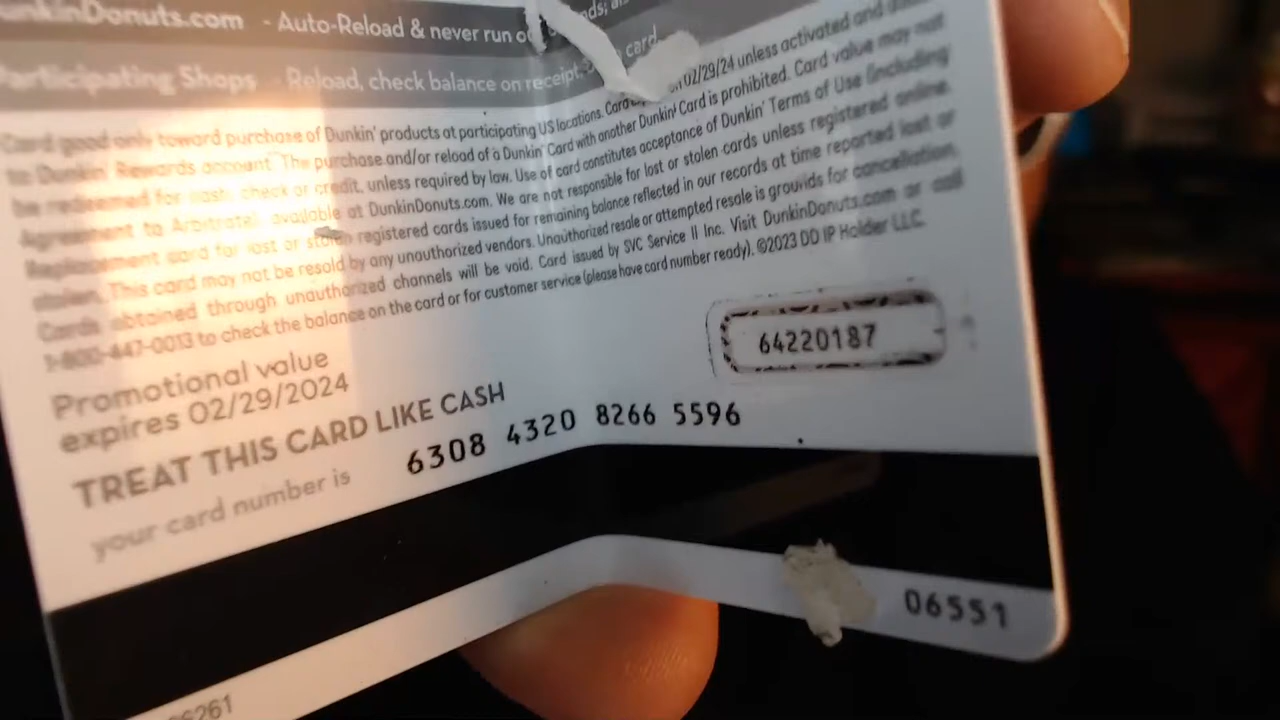 nkinDonuts.com - Auto-Reload & never run o nds; al
Participating Shops - Reload, check balance on receipt, card
Card good only toward purchase of Dunkin' products at participating US locations. Card on 02/29/24 unless activated and
to Dunkin' Rewards account. The purchase and/or reload of a Dunkin' Card with another Dunkin' Card is prohibited. Card value may not
be redeemed for cash, check or credit, unless required by law. Use of card constitutes acceptance of Dunkin' Terms of Use (including
Agreement to Arbitrate), available at DunkinDonuts.com. We are not responsible for lost or stolen cards unless registered online.
Replacement card for lost or stolen registered cards issued for remaining balance reflected in our records at time reported lost or
stolen. This card may not be resold by any unauthorized vendors. Unauthorized resale or attempted resale is grounds for cancellation.
Cards obtained through unauthorized channels will be void. Card issued by SVC Service II Inc. Visit DunkinDonuts.com or call
1-800-447-0013 to check the balance on the card or for customer service (please have card number ready). ©2023 DD IP Holder LLC.
64220187
Promotional value
expires 02/29/2024
TREAT THIS CARD LIKE CASH
your card number is 6308 4320 8266 5596
06551
6261